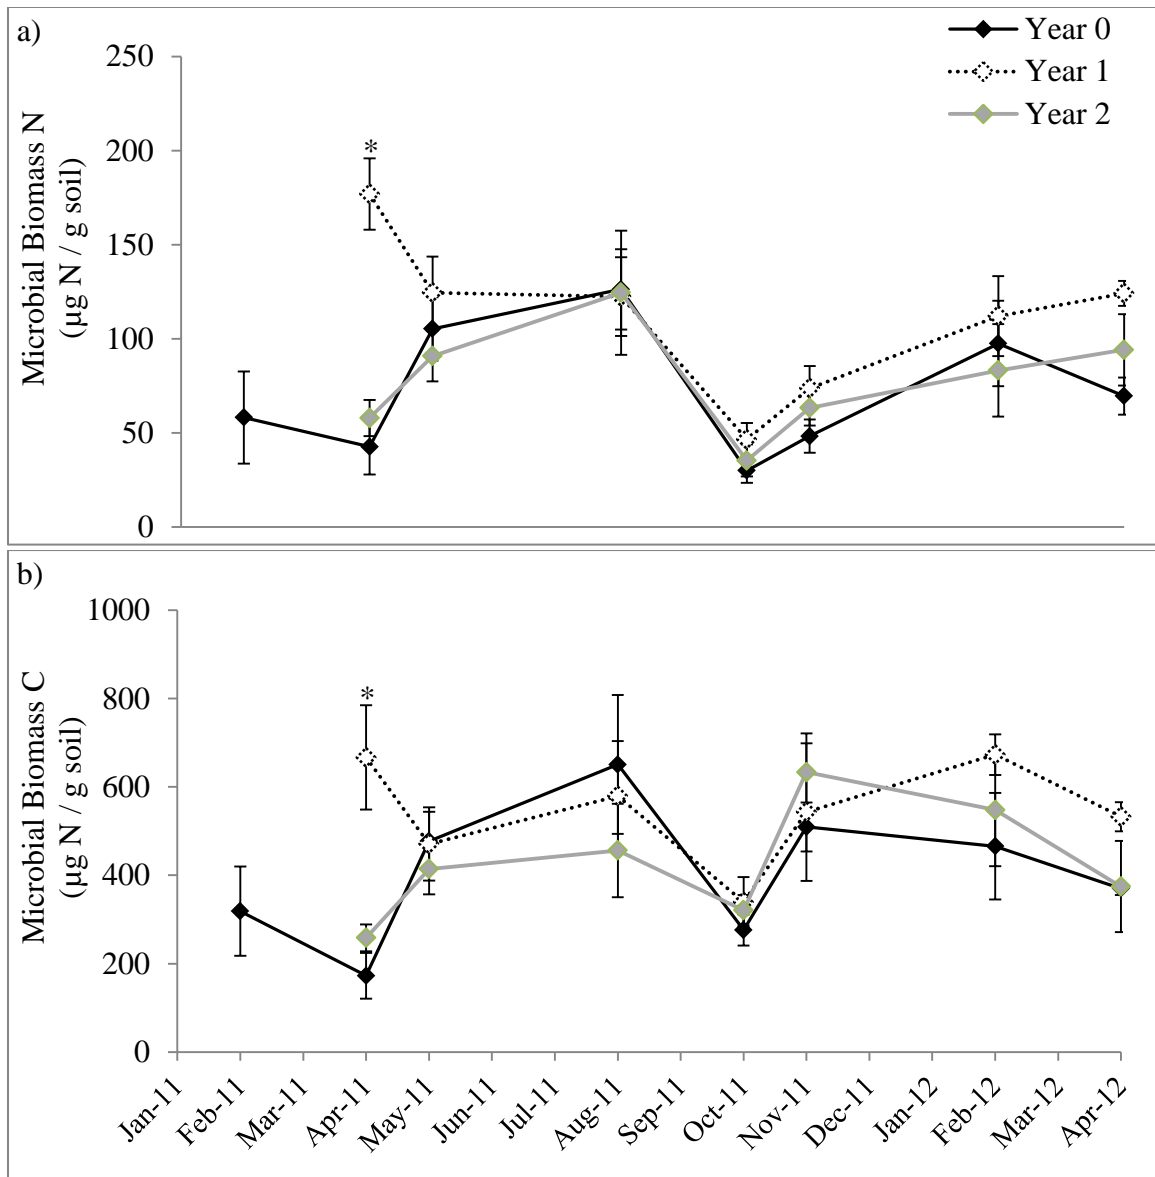 a)
Year 0
Year 1
Year 2
Microbial Biomass N
(µg N / g soil)
250
200
150
100
50
0
*
b)
Microbial Biomass C
(µg N / g soil)
1000
800
600
400
200
0
*
Jan-11
Feb-11
Mar-11
Apr-11
May-11
Jun-11
Jul-11
Aug-11
Sep-11
Oct-11
Nov-11
Dec-11
Jan-12
Feb-12
Mar-12
Apr-12